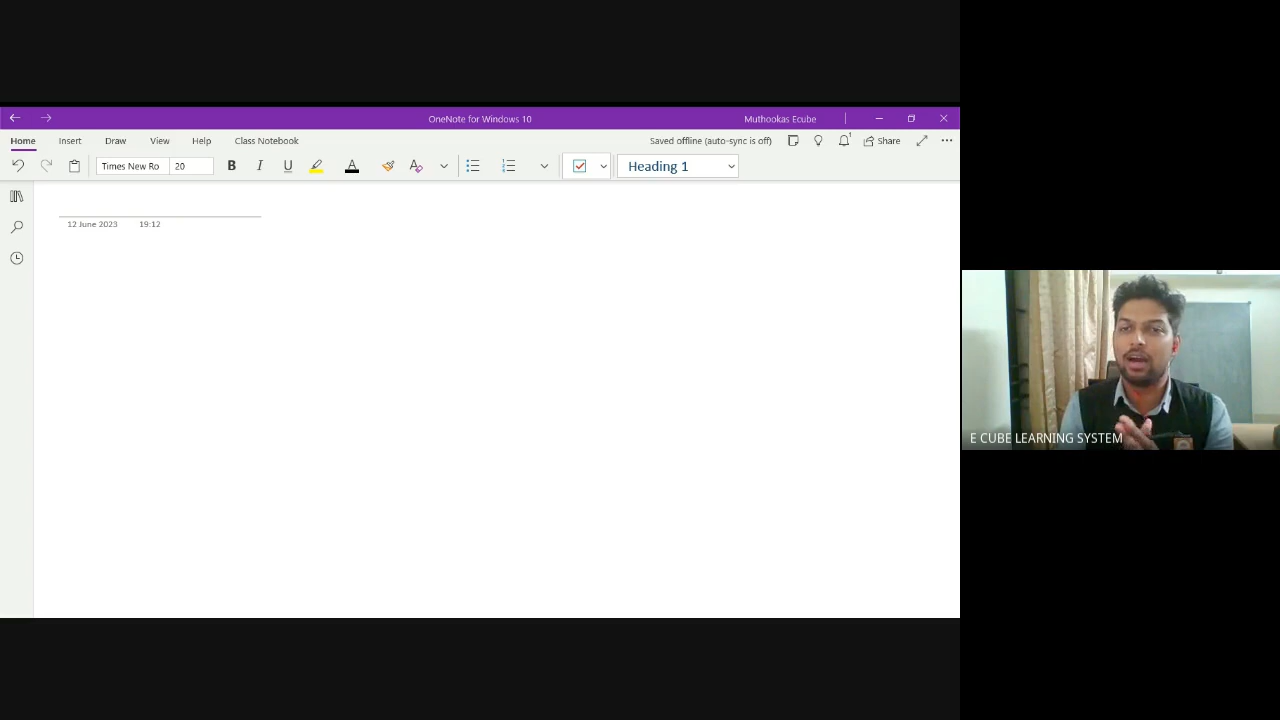 OneNote for Windows 10
Muthookas Ecube
Home Insert Draw View Help Class Notebook
Saved offline (auto-sync is off)
1
Share
Times New Ro 20 B I U A A Heading 1
12 June 2023 19:12
E CUBE LEARNING SYSTEM